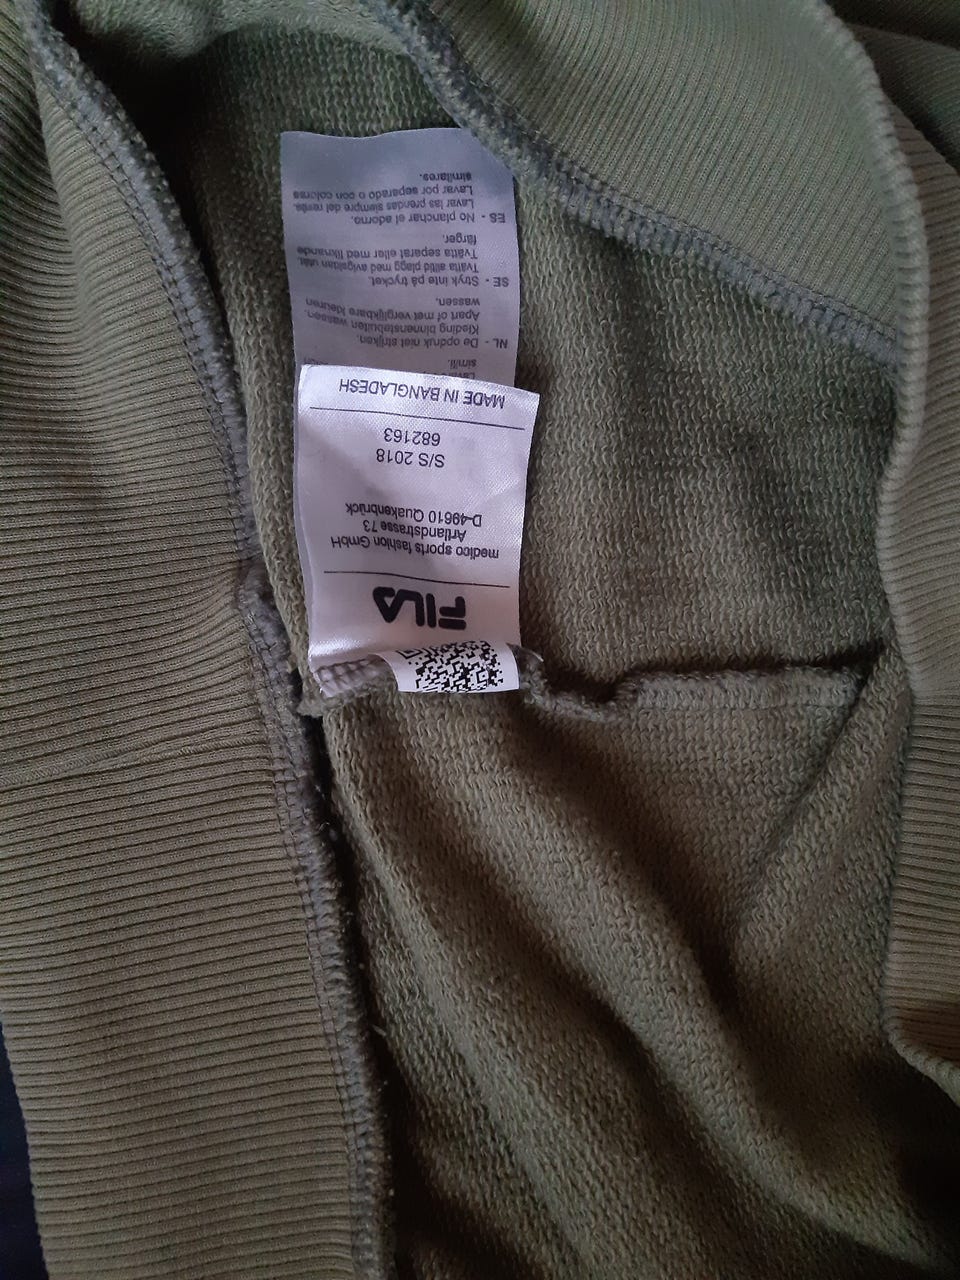 FILA
medico sports fashion GmbH
Artlandstrasse 73
D-49610 Quakenbrück
S/S 2018
682163
MADE IN BANGLADESH
simili.
NL - De opdruk niet strijken.
Kleding binnenstebuiten wassen.
Apart of met vergelijkbare kleuren
wassen.
SE - Stryk inte på trycket.
Tvätta alltid plagg med avigsidan utåt.
Tvätta separat eller med liknande
färger.
ES - No planchar el adorno.
Lavar las prendas siempre del revés.
Lavar por separado o con colores
similares.